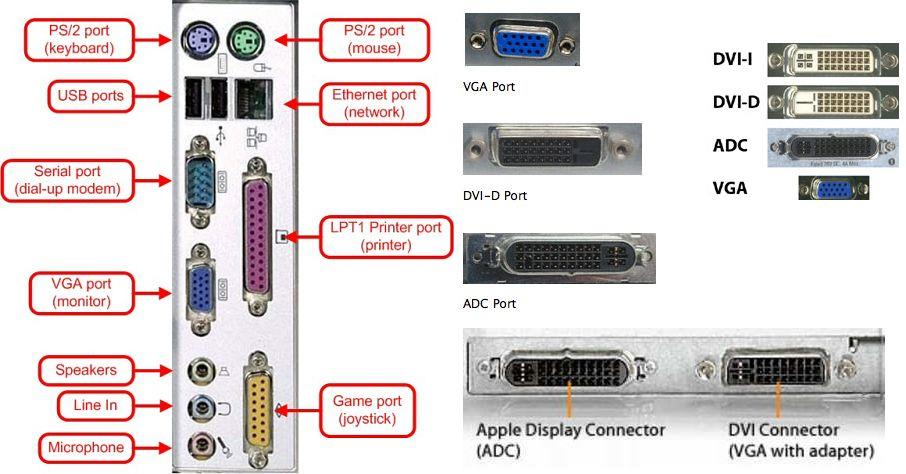 PS/2 port
(keyboard)
PS/2 port
(mouse)
USB ports
Ethernet port
(network)
Serial port
(dial-up modem)
LPT1 Printer port
(printer)
VGA port
(monitor)
Speakers
Line In
Microphone
Game port
(joystick)
VGA Port
DVI-D Port
ADC Port
DVI-I
DVI-D
ADC
VGA
Apple Display Connector
(ADC)
DVI Connector
(VGA with adapter)